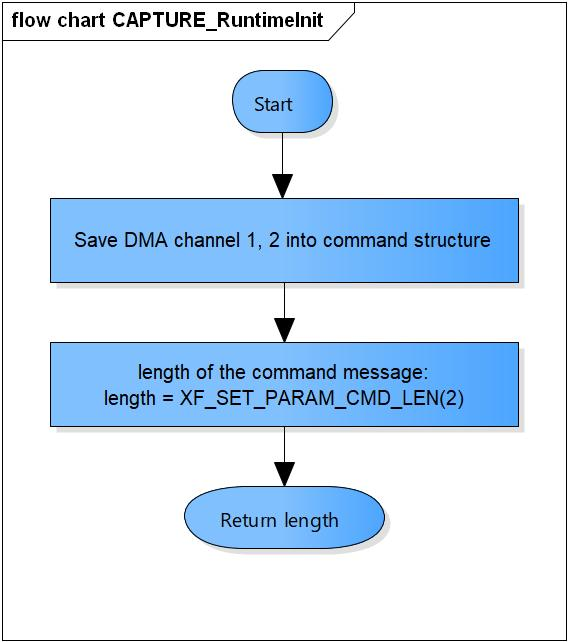 flow chart CAPTURE_RuntimeInit
Start
Save DMA channel 1, 2 into command structure
length of the command message:
length = XF_SET_PARAM_CMD_LEN(2)
Return length